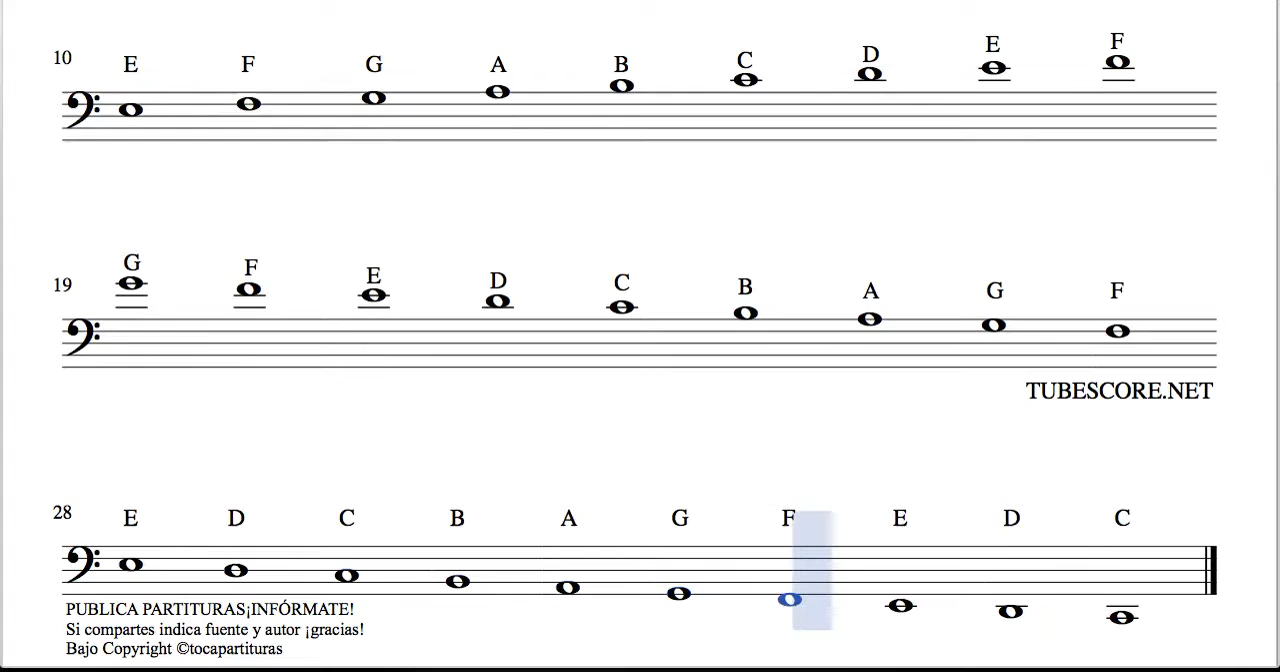 10 E F G A B C D E F
19 G F E D C B A G F
TUBESCORE.NET
28 E D C B A G F E D C
PUBLICA PARTITURAS¡INFÓRMATE!
Si compartes indica fuente y autor ¡gracias!
Bajo Copyright ©tocapartituras